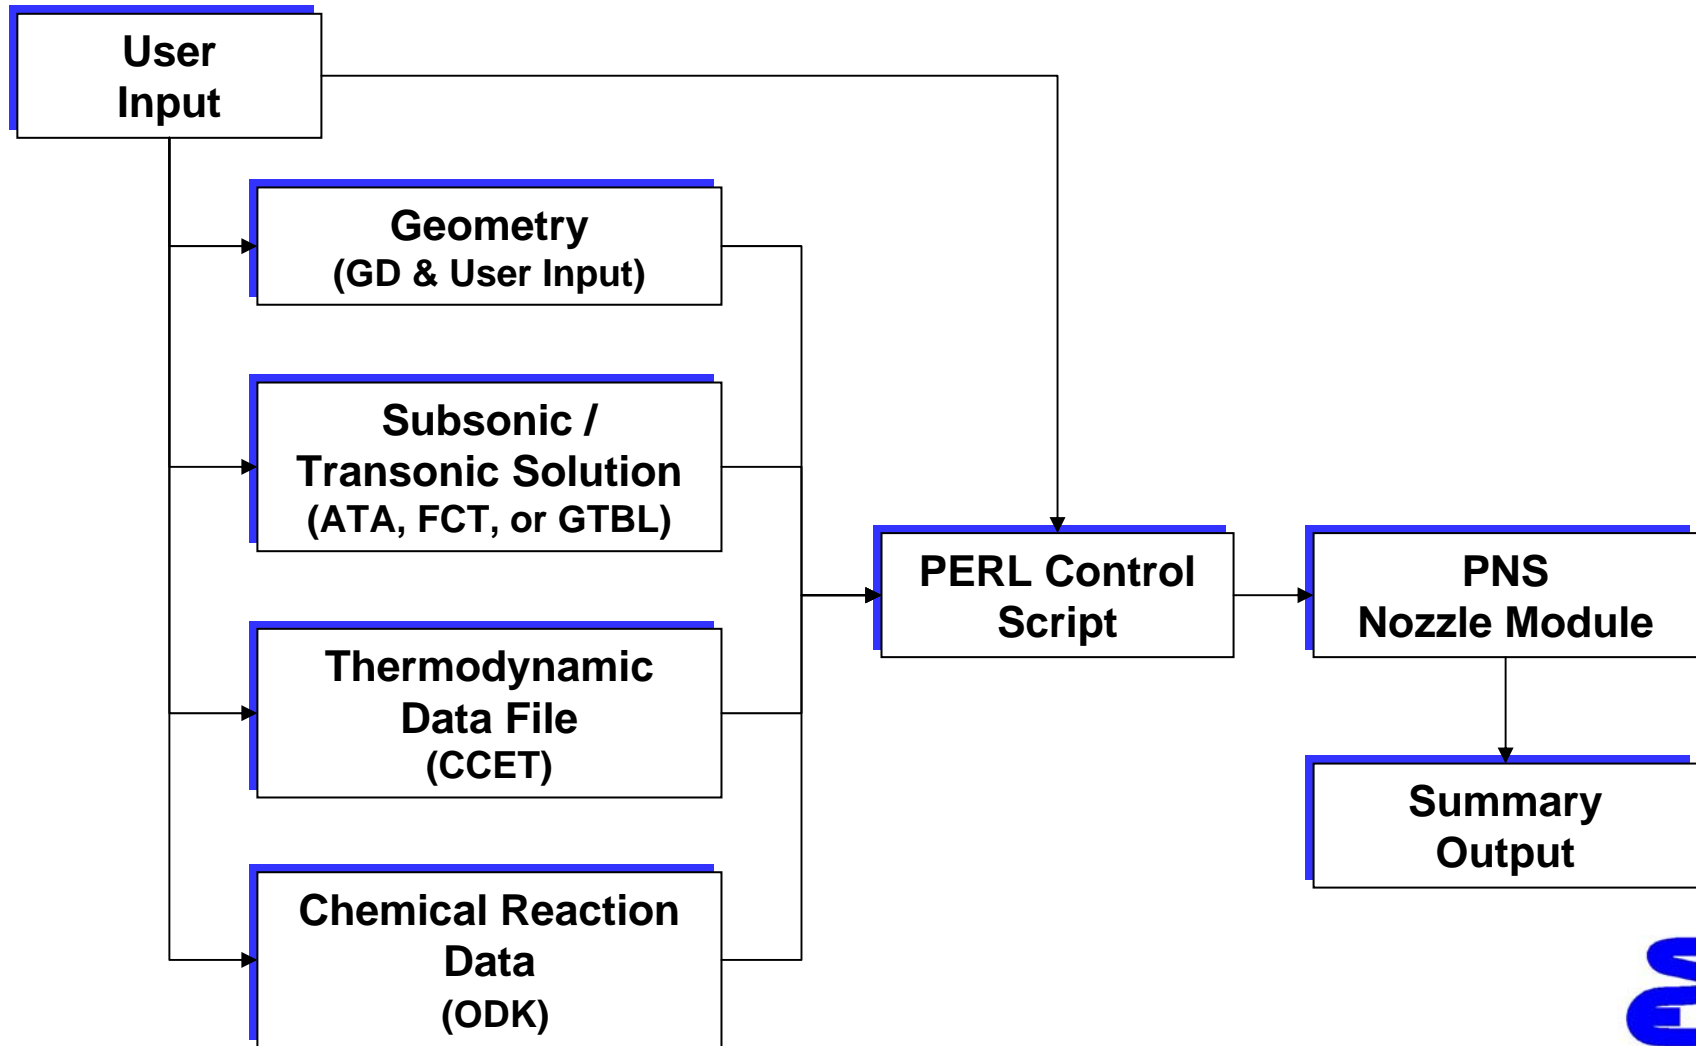 User
Input
Geometry
(GD & User Input)
Subsonic /
Transonic Solution
(ATA, FCT, or GTBL)
Thermodynamic
Data File
(CCET)
Chemical Reaction
Data
(ODK)
PERL Control
Script
PNS
Nozzle Module
Summary
Output